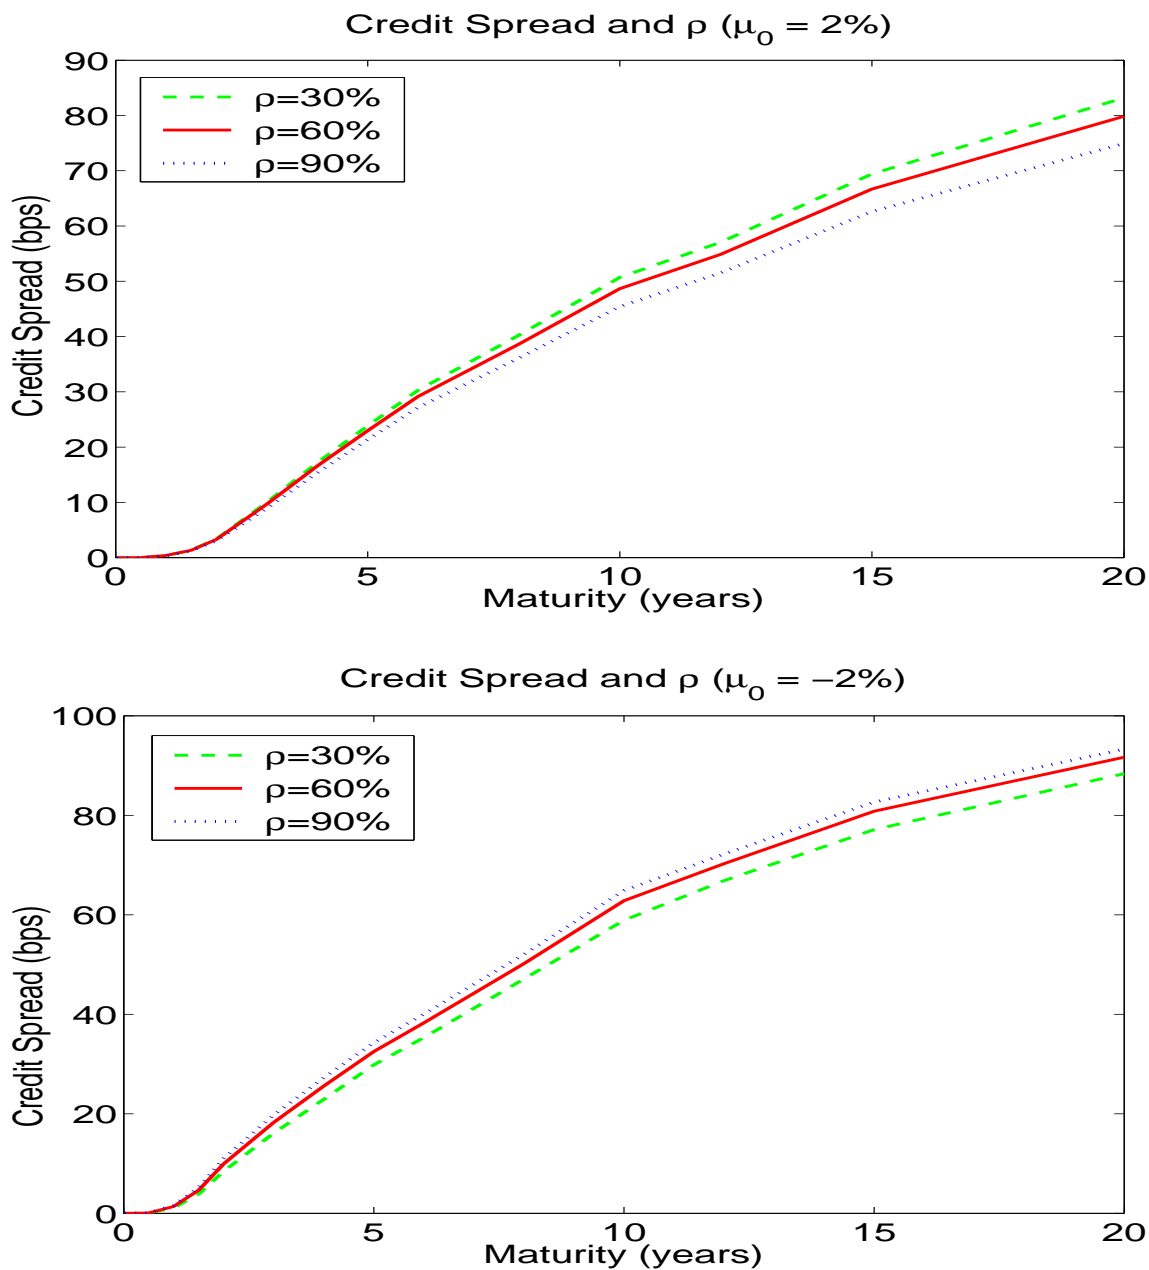 Credit Spread and ρ (μ0 = 2%)
90
80
70
60
50
40
30
20
10
0
ρ=30%
ρ=60%
ρ=90%
Credit Spread (bps)
0 5 10 15 20
Maturity (years)
Credit Spread and ρ (μ0 = −2%)
100
80
60
40
20
0
ρ=30%
ρ=60%
ρ=90%
Credit Spread (bps)
0 5 10 15 20
Maturity (years)